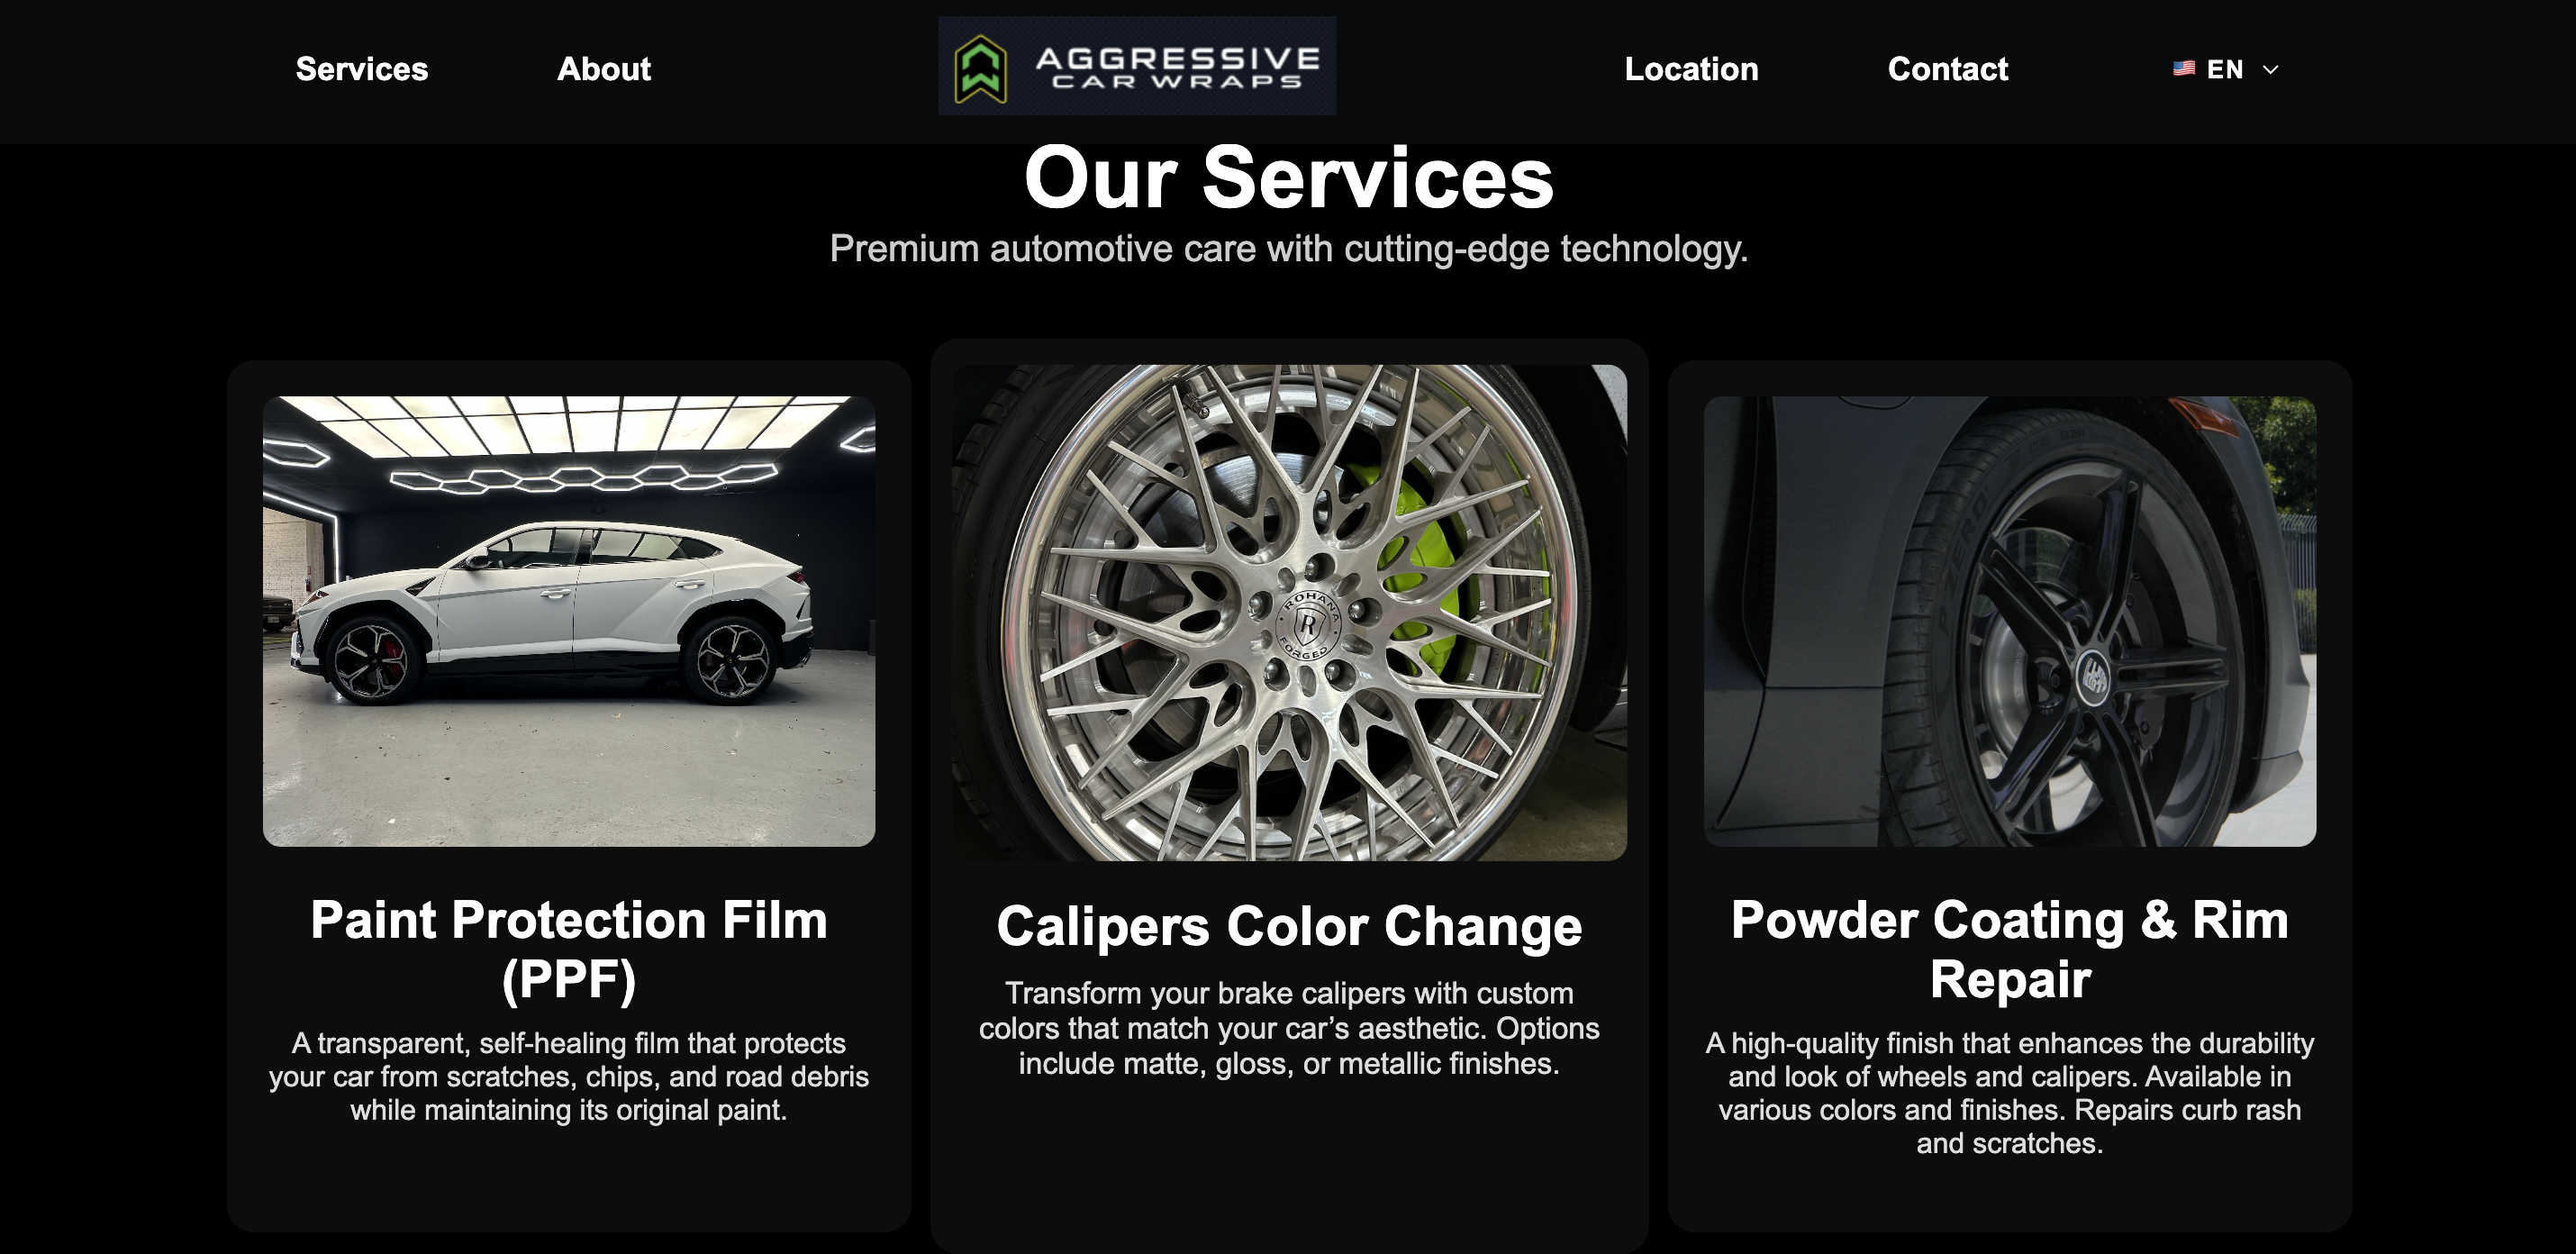 Services
About
AGGRESSIVE
CAR WRAPS
Location
Contact
EN
Our Services
Premium automotive care with cutting-edge technology.
ROHANA
R
FORGED
Paint Protection Film
(PPF)
A transparent, self-healing film that protects
your car from scratches, chips, and road debris
while maintaining its original paint.
Calipers Color Change
Transform your brake calipers with custom
colors that match your car’s aesthetic. Options
include matte, gloss, or metallic finishes.
Powder Coating & Rim
Repair
A high-quality finish that enhances the durability
and look of wheels and calipers. Available in
various colors and finishes. Repairs curb rash
and scratches.